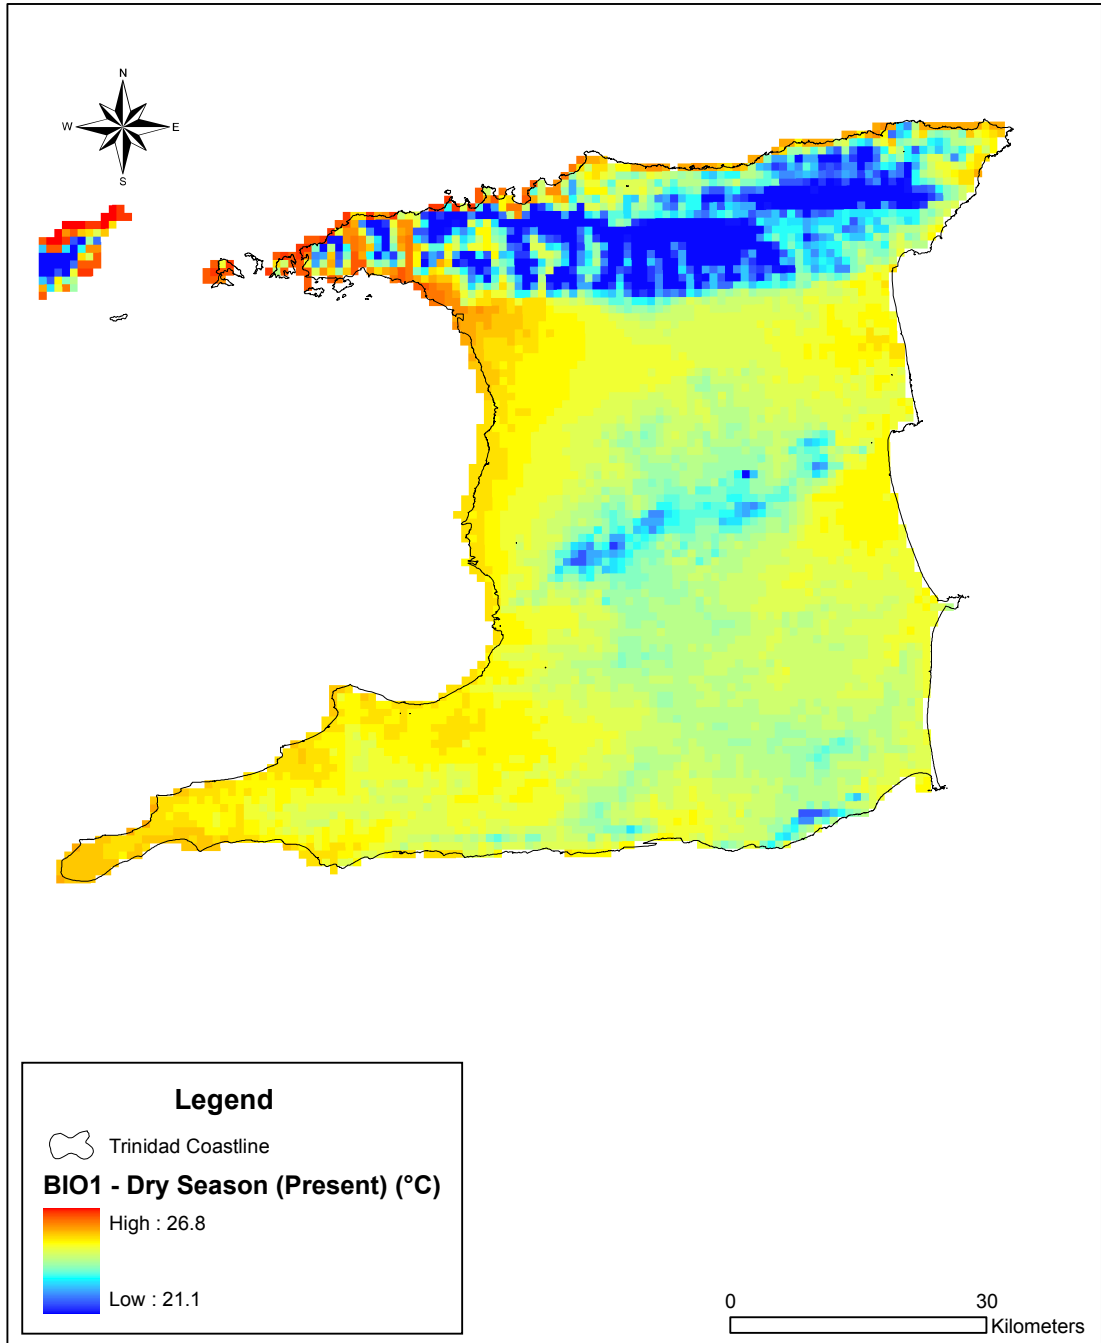 N
W E
S
Legend
Trinidad Coastline
BIO1 - Dry Season (Present) (°C)
High : 26.8
Low : 21.1
0 30
Kilometers